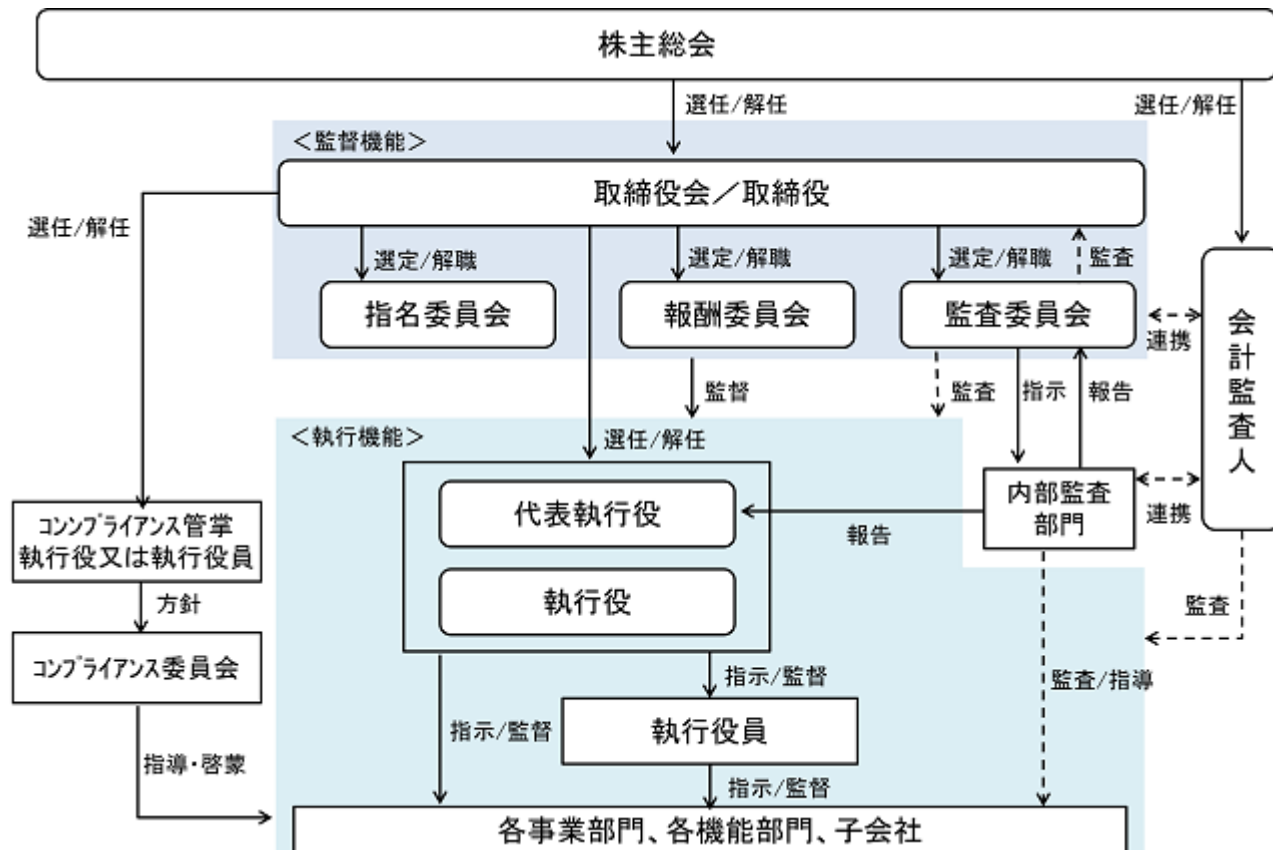 株主総会
選任/解任
選任/解任
＜監督機能＞
取締役会／取締役
選任/解任
選定/解職
選定/解職
選定/解職
監査
指名委員会
報酬委員会
監査委員会
連携
会計監査人
監督
監査
指示
報告
＜執行機能＞
選任/解任
代表執行役
報告
内部監査
部門
連携
コンンプライアンス管掌
執行役又は執行役員
執行役
方針
監査
コンプライアンス委員会
指示/監督
監査/指導
指示/監督
執行役員
指導・啓蒙
指示/監督
各事業部門、各機能部門、子会社